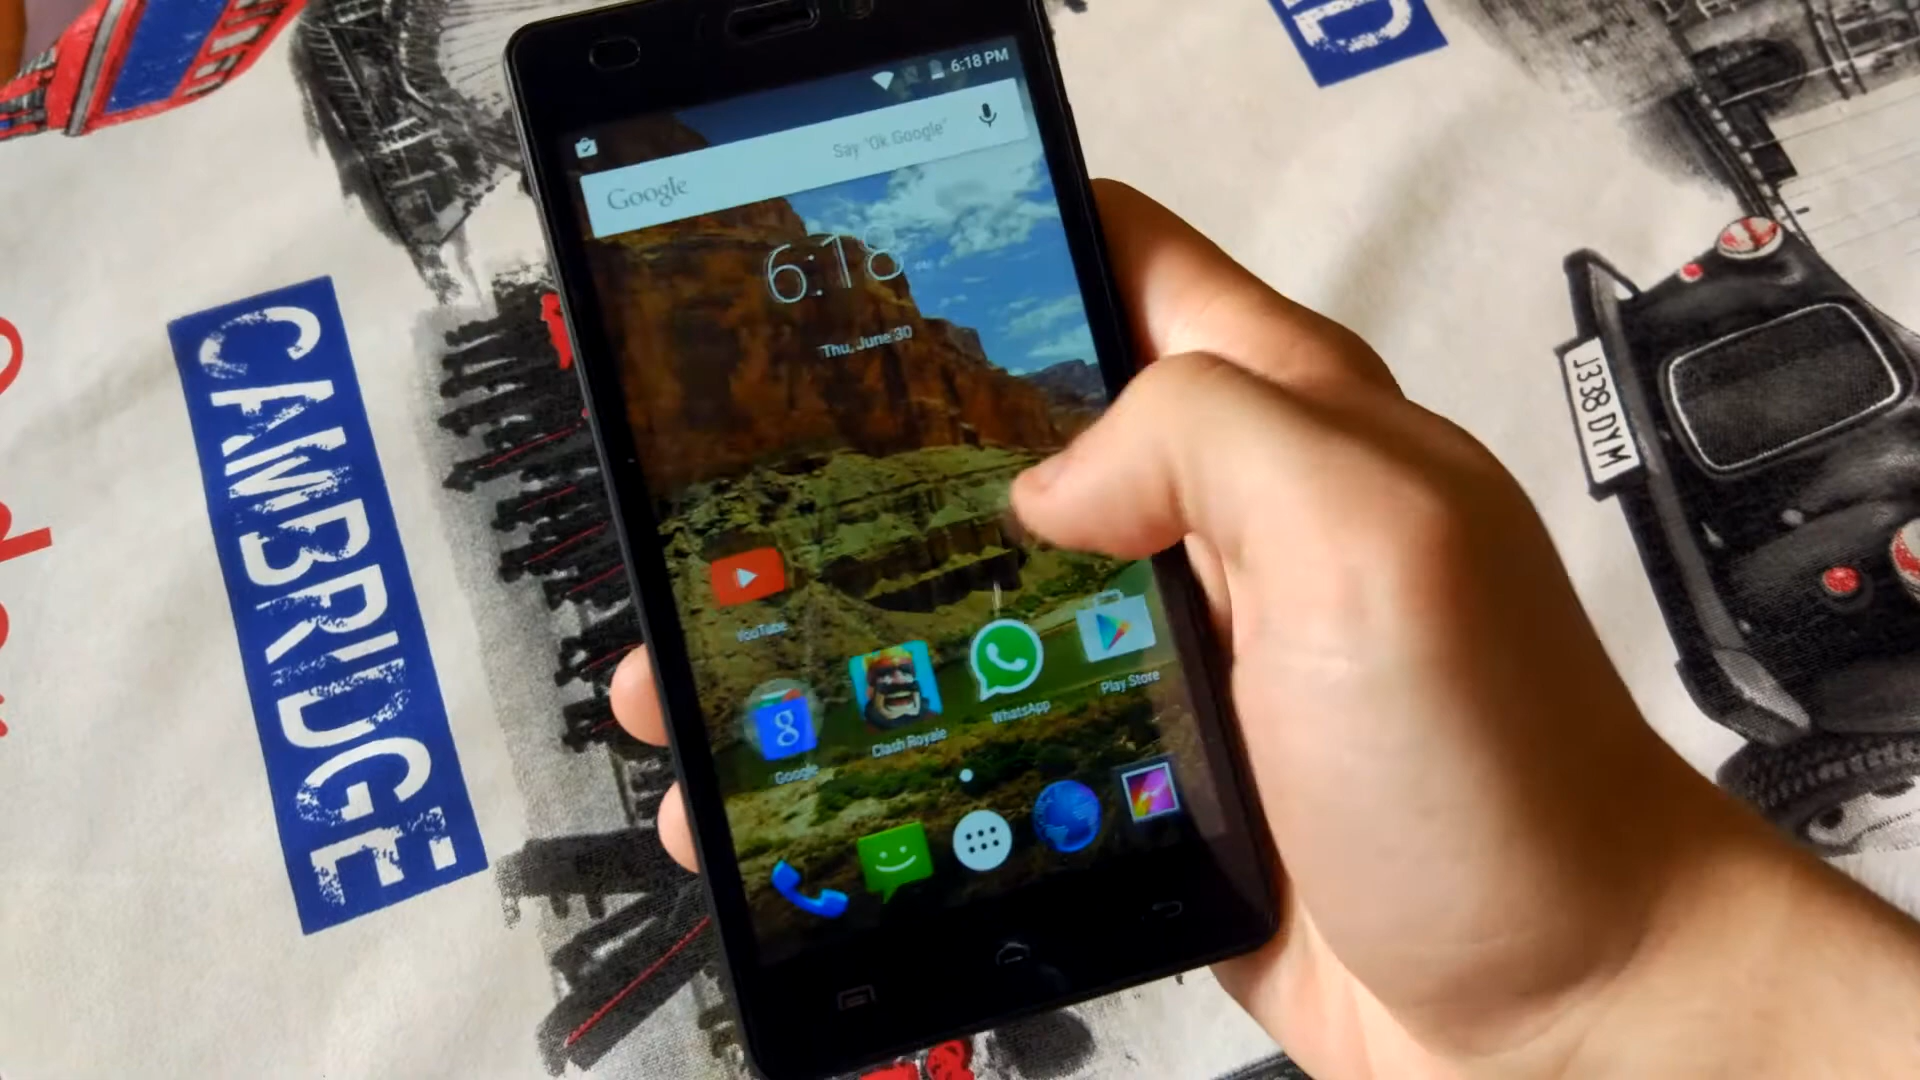 6:18 PM
Google
Say "Ok Google"
6:18
Thu, June 30
YouTube
Google
Clash Royale
WhatsApp
Play Store
CAMBRIDGE
J338 DYM